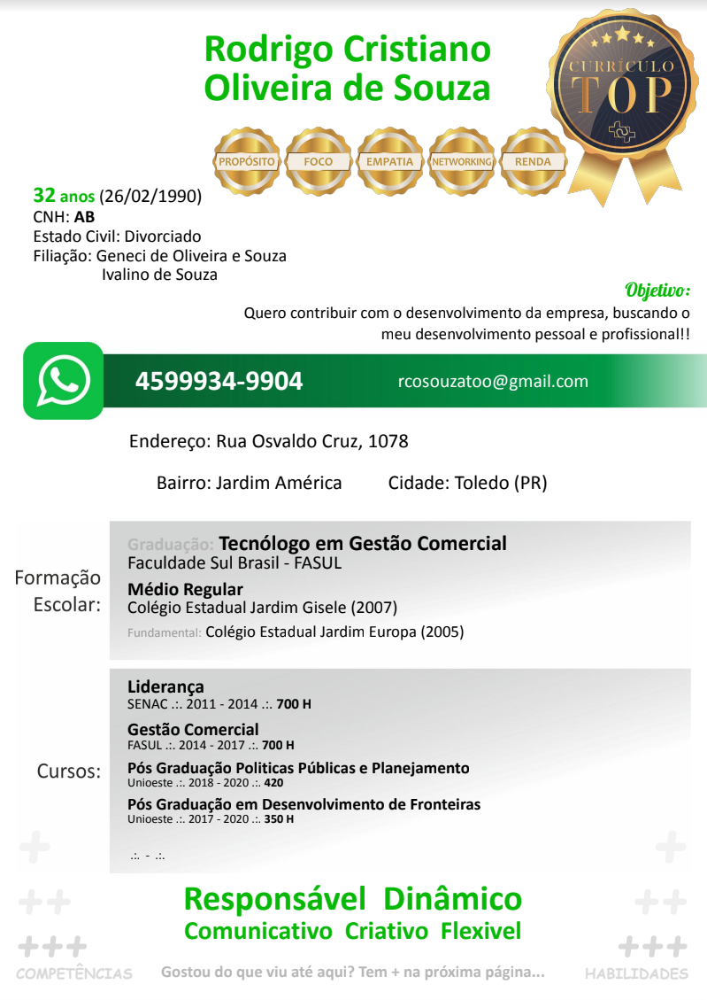 Rodrigo Cristiano
Oliveira de Souza
CURRÍCULO
TOP
PROPÓSITO
FOCO
EMPATIA
NETWORKING
RENDA
32 anos (26/02/1990)
CNH: AB
Estado Civil: Divorciado
Filiação: Geneci de Oliveira e Souza
Ivalino de Souza
Objetivo:
Quero contribuir com o desenvolvimento da empresa, buscando o
meu desenvolvimento pessoal e profissional!!
4599934-9904
rcosouzatoo@gmail.com
Endereço: Rua Osvaldo Cruz, 1078
Bairro: Jardim América
Cidade: Toledo (PR)
Formação
Escolar:
Graduação: Tecnólogo em Gestão Comercial
Faculdade Sul Brasil - FASUL
Médio Regular
Colégio Estadual Jardim Gisele (2007)
Fundamental: Colégio Estadual Jardim Europa (2005)
Cursos:
Liderança
SENAC .:. 2011 - 2014 .:. 700 H
Gestão Comercial
FASUL .:. 2014 - 2017 .:. 700 H
Pós Graduação Politicas Públicas e Planejamento
Unioeste .:. 2018 - 2020 .:. 420
Pós Graduação em Desenvolvimento de Fronteiras
Unioeste .:. 2017 - 2020 .:. 350 H
.:. - .:.
Responsável Dinâmico
Comunicativo Criativo Flexivel
COMPETÊNCIAS
Gostou do que viu até aqui? Tem + na próxima página...
HABILIDADES